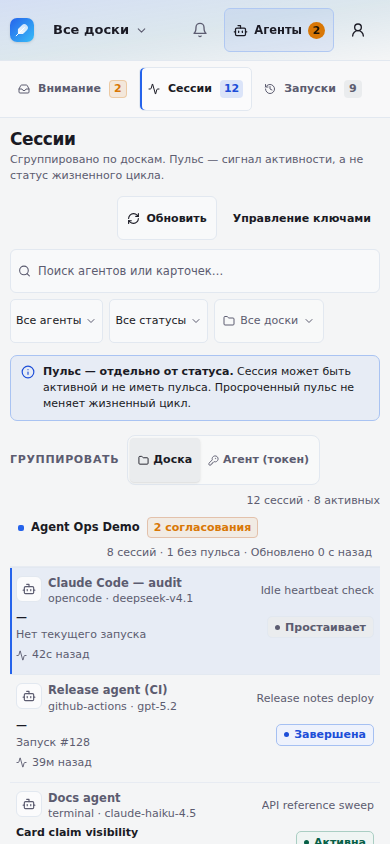 Все доски
Агенты 2
Внимание 2
Сессии 12
Запуски 9
Сессии
Сгруппировано по доскам. Пульс — сигнал активности, а не
статус жизненного цикла.
Обновить
Управление ключами
Поиск агентов или карточек…
Все агенты
Все статусы
Все доски
Пульс — отдельно от статуса. Сессия может быть
активной и не иметь пульса. Просроченный пульс не
меняет жизненный цикл.
ГРУППИРОВАТЬ
Доска
Агент (токен)
12 сессий · 8 активных
Agent Ops Demo 2 согласования
8 сессий · 1 без пульса · Обновлено 0 с назад
Claude Code — audit
opencode · deepseek-v4.1
Idle heartbeat check
—
Нет текущего запуска
Простаивает
42с назад
Release agent (CI)
github-actions · gpt-5.2
Release notes deploy
—
Запуск #128
Завершена
39м назад
Docs agent
terminal · claude-haiku-4.5
API reference sweep
Card claim visibility
Активна